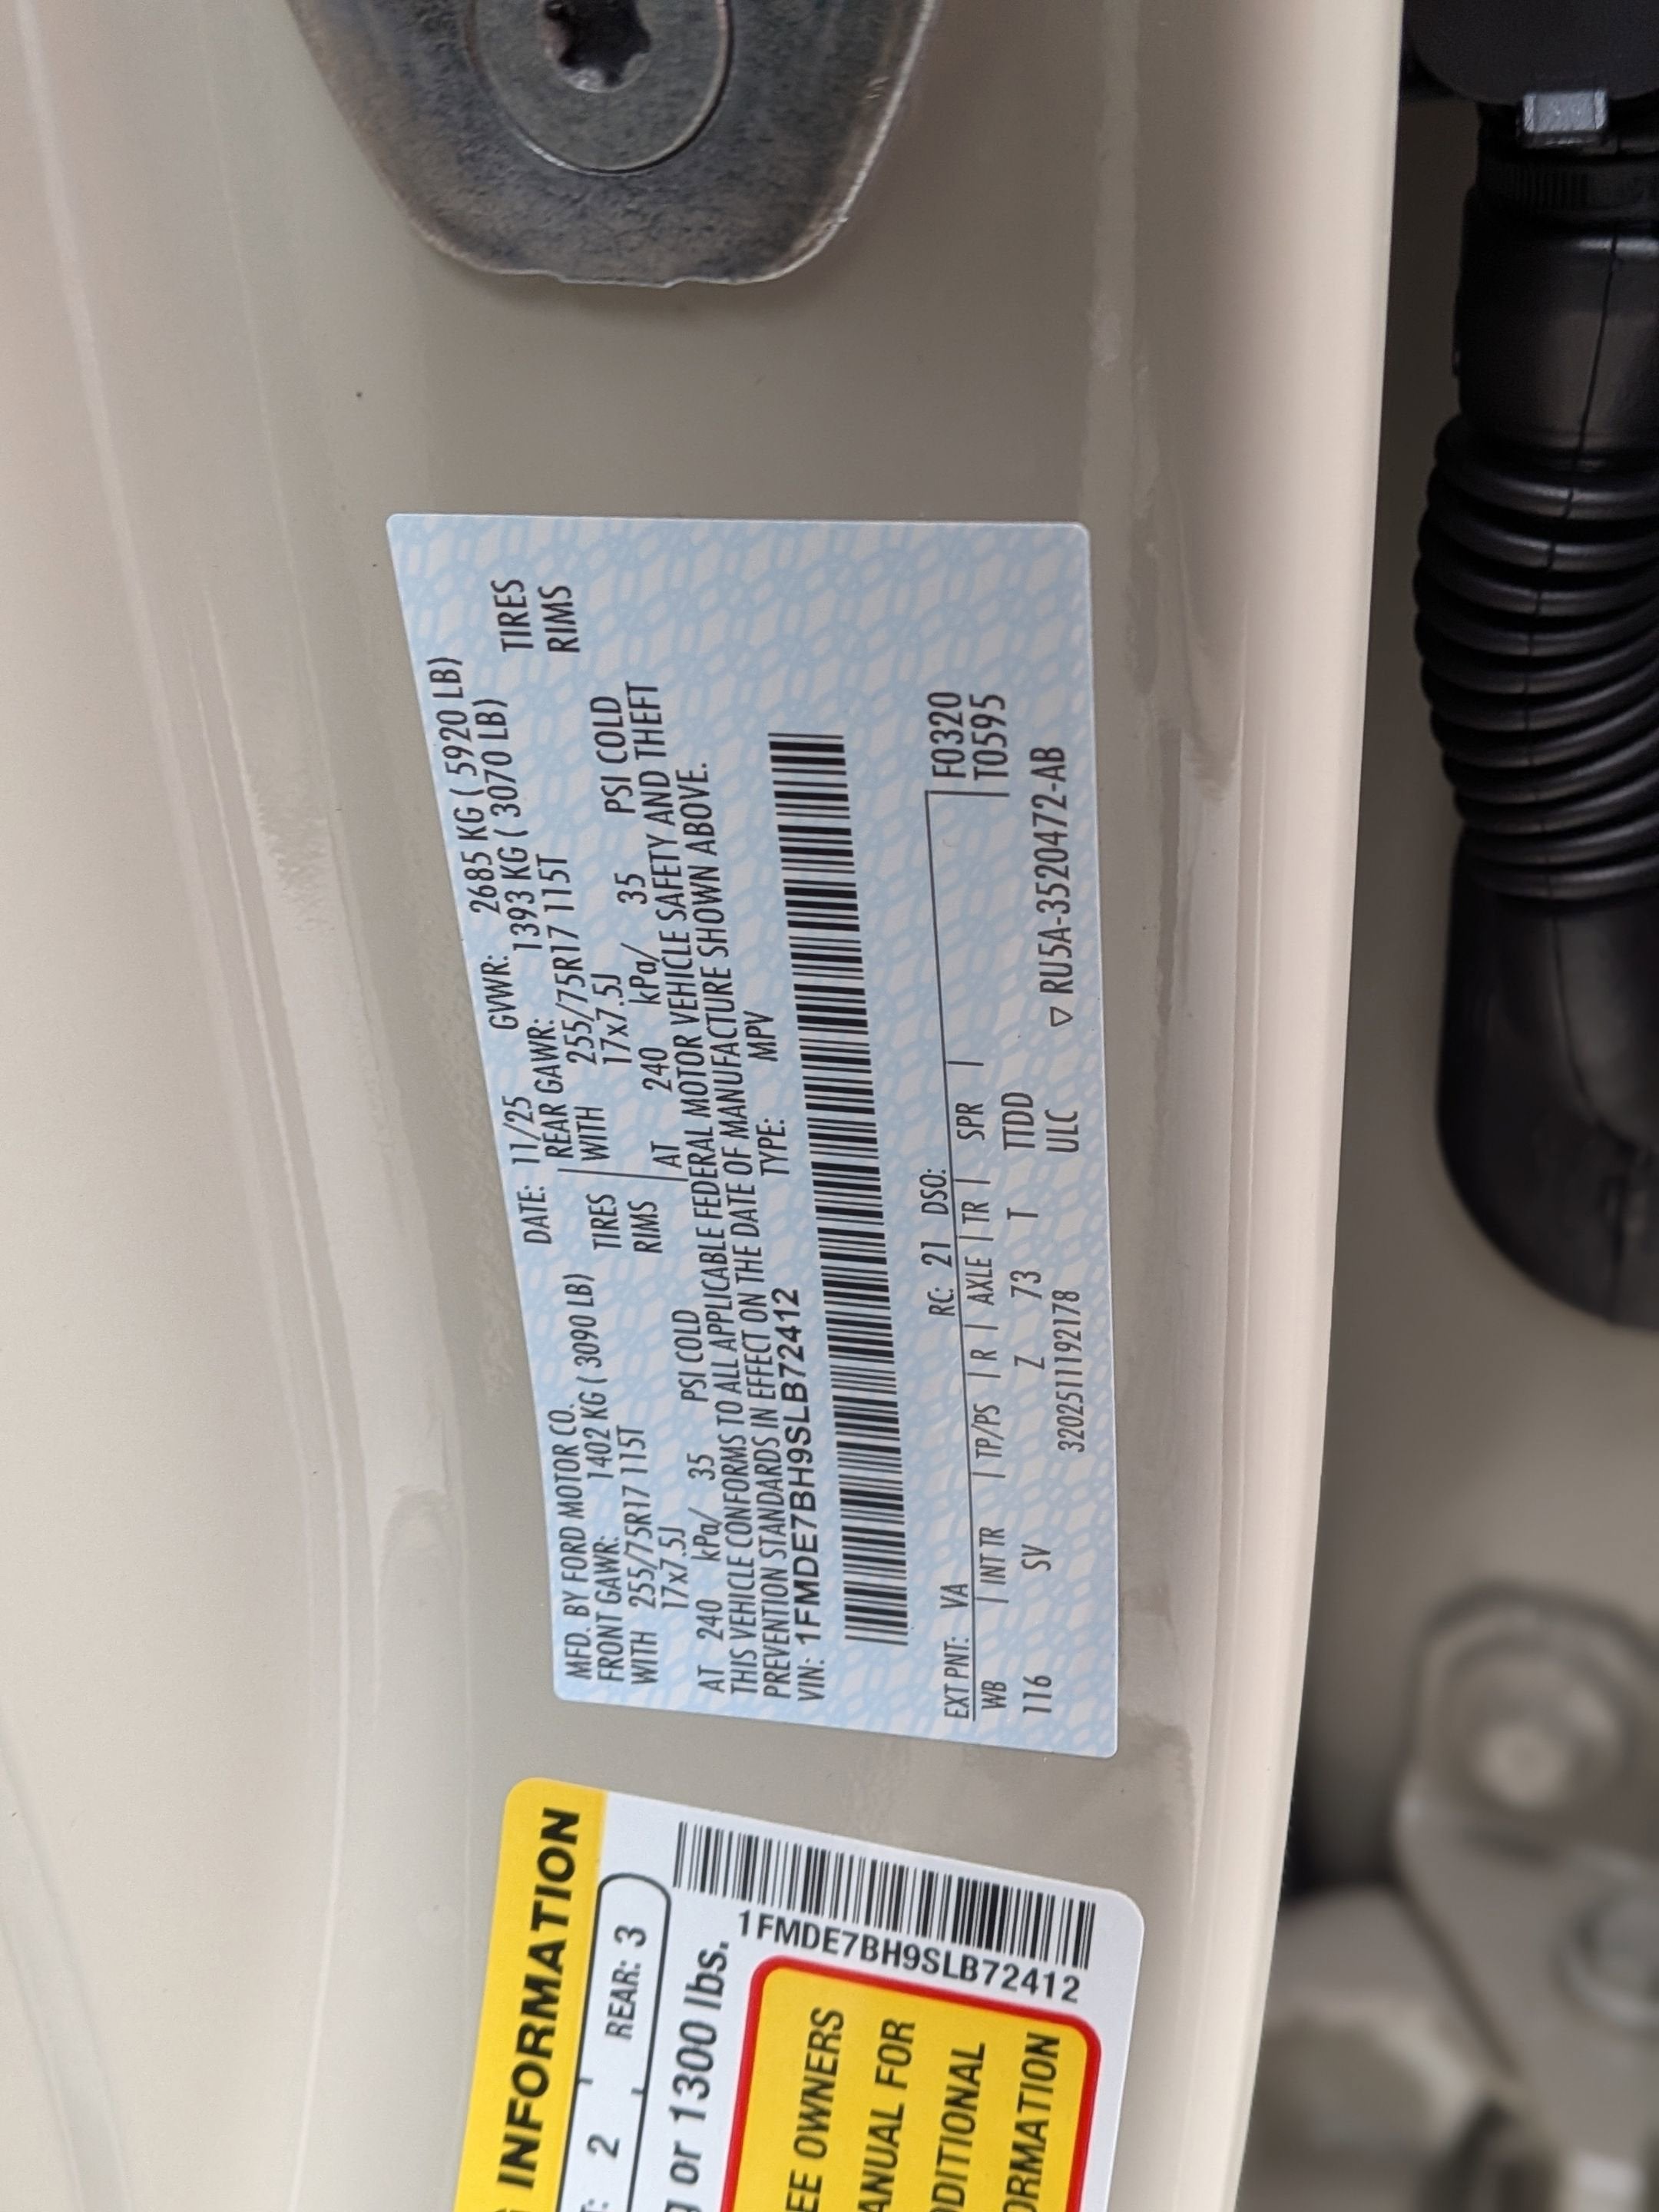 MFD. BY FORD MOTOR CO. DATE: 11/25 GVWR: 2685 KG ( 5920 LB)
FRONT GAWR: 1402 KG ( 3090 LB) REAR GAWR: 1393 KG ( 3070 LB)
WITH 255/75R17 115T TIRES WITH 255/75R17 115T TIRES
17x7.5J RIMS 17x7.5J RIMS
AT 240 kPa/ 35 PSI COLD AT 240 kPa/ 35 PSI COLD
THIS VEHICLE CONFORMS TO ALL APPLICABLE FEDERAL MOTOR VEHICLE SAFETY AND THEFT
PREVENTION STANDARDS IN EFFECT ON THE DATE OF MANUFACTURE SHOWN ABOVE.
VIN: 1FMDE7BH9SLB72412 TYPE: MPV
EXT PNT: VA RC: 21 DSO: F0320
WB | INT TR | TP/PS | R | AXLE | TR | SPR | T0595
116 SV Z 73 T TTDD
3202511192178 ULC ▽ RU5A-3520472-AB
INFORMATION
2 REAR: 3
or 1300 lbs.
1FMDE7BH9SLB72412
OWNERS
FOR